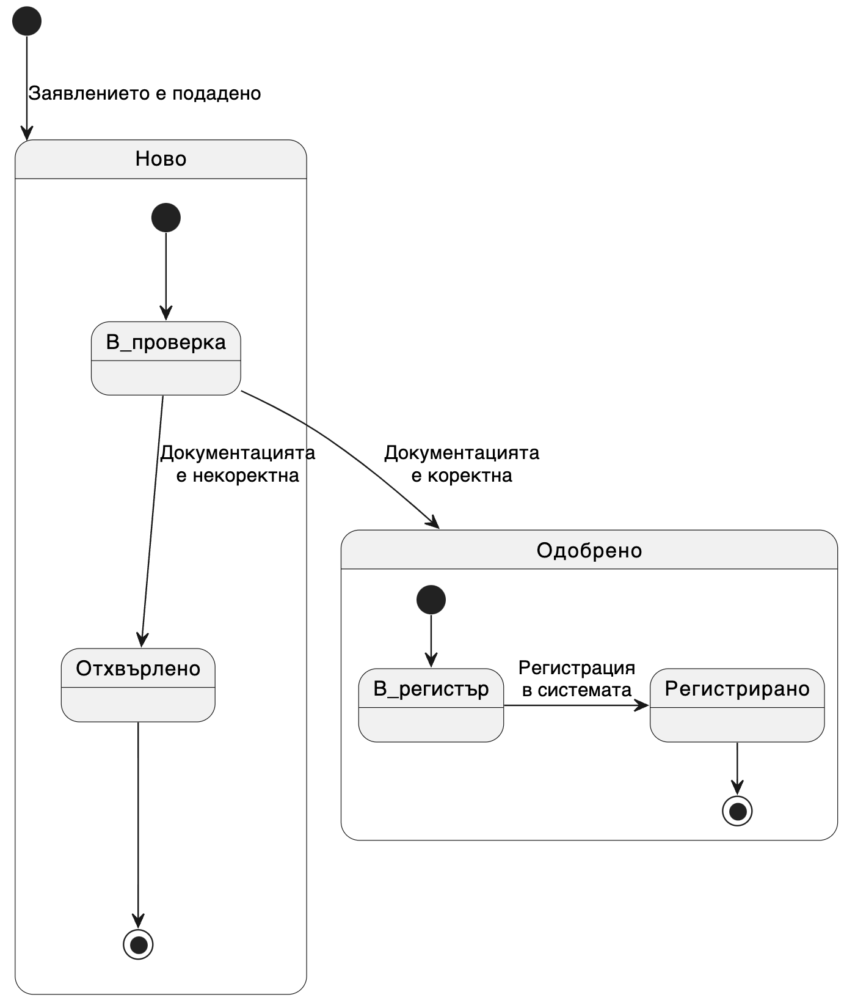 Заявлението е подадено
Ново
В_проверка
Документацията
е некоректна
Документацията
е коректна
Одобрено
Отхвърлено
В_регистър
Регистрация
в системата
Регистрирано